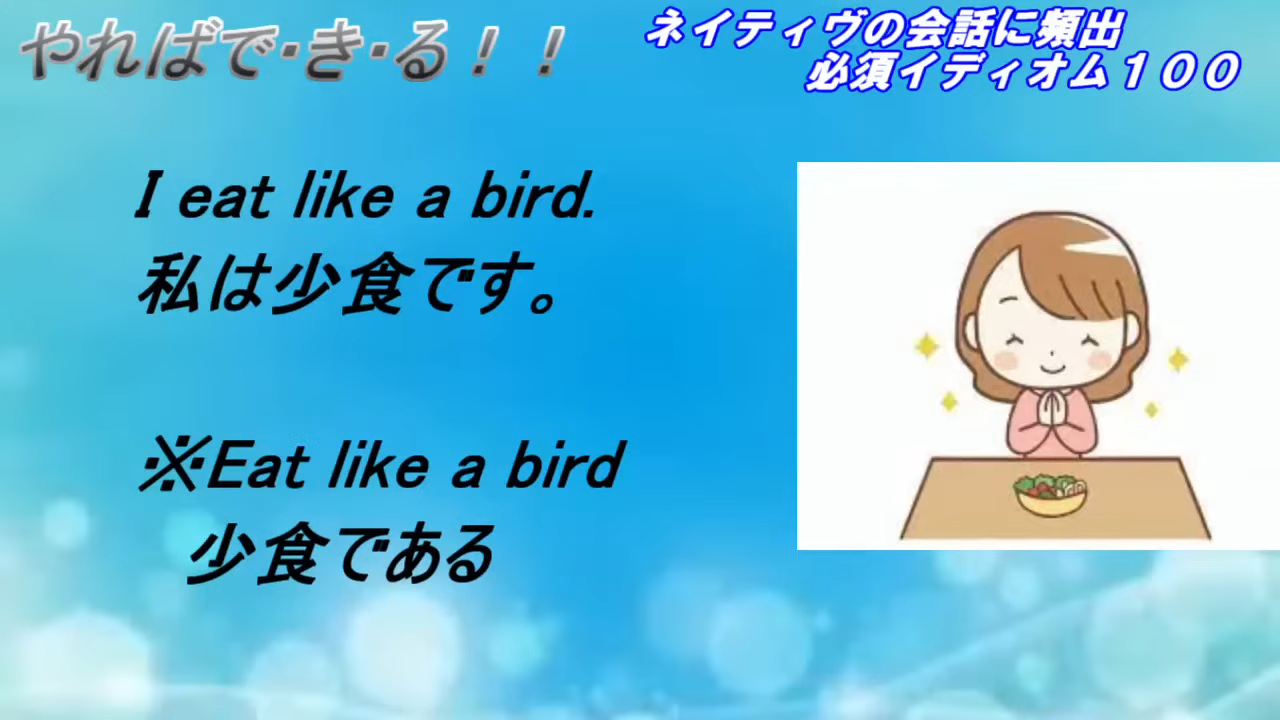 やればで・き・る！！
ネイティヴの会話に頻出
必須イディオム１００
I eat like a bird.
私は少食です。
※Eat like a bird
少食である